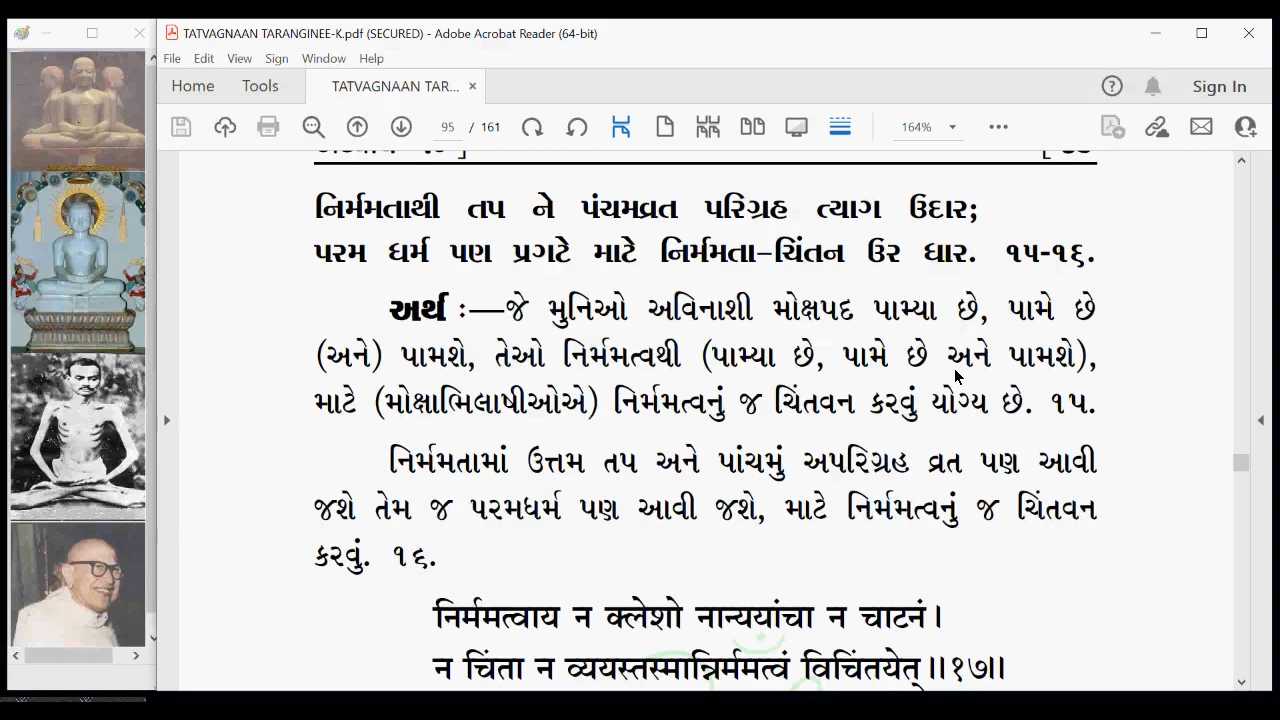 TATVAGNAAN TARANGINEE-K.pdf (SECURED) - Adobe Acrobat Reader (64-bit)
File Edit View Sign Window Help
Home Tools TATVAGNAAN TAR... × Sign In
95 / 161 164%
નિર્મમતાથી તપ ને પંચમવ્રત પરિગ્રહ ત્યાગ ઉદાર;
પરમ ધર્મ પણ પ્રગટે માટે નિર્મમતા-ચિંતન ઉર ધાર. ૧૫-૧૬.
અર્થ :—જે મુનિઓ અવિનાશી મોક્ષપદ પામ્યા છે, પામે છે
(અને) પામશે, તેઓ નિર્મમત્વથી (પામ્યા છે, પામે છે અને પામશે),
માટે (મોક્ષાભિલાષીઓએ) નિર્મમત્વનું જ ચિંતવન કરવું યોગ્ય છે. ૧૫.
નિર્મમતામાં ઉત્તમ તપ અને પાંચમું અપરિગ્રહ વ્રત પણ આવી
જશે તેમ જ પરમધર્મ પણ આવી જશે, માટે નિર્મમત્વનું જ ચિંતવન
કરવું. ૧૬.
निर्ममत्वाय न क्लेशो नान्ययांचा न चाटनं।
न चिंता न व्ययस्तस्मान्निर्ममत्वं विचिंतयेत्॥१७॥